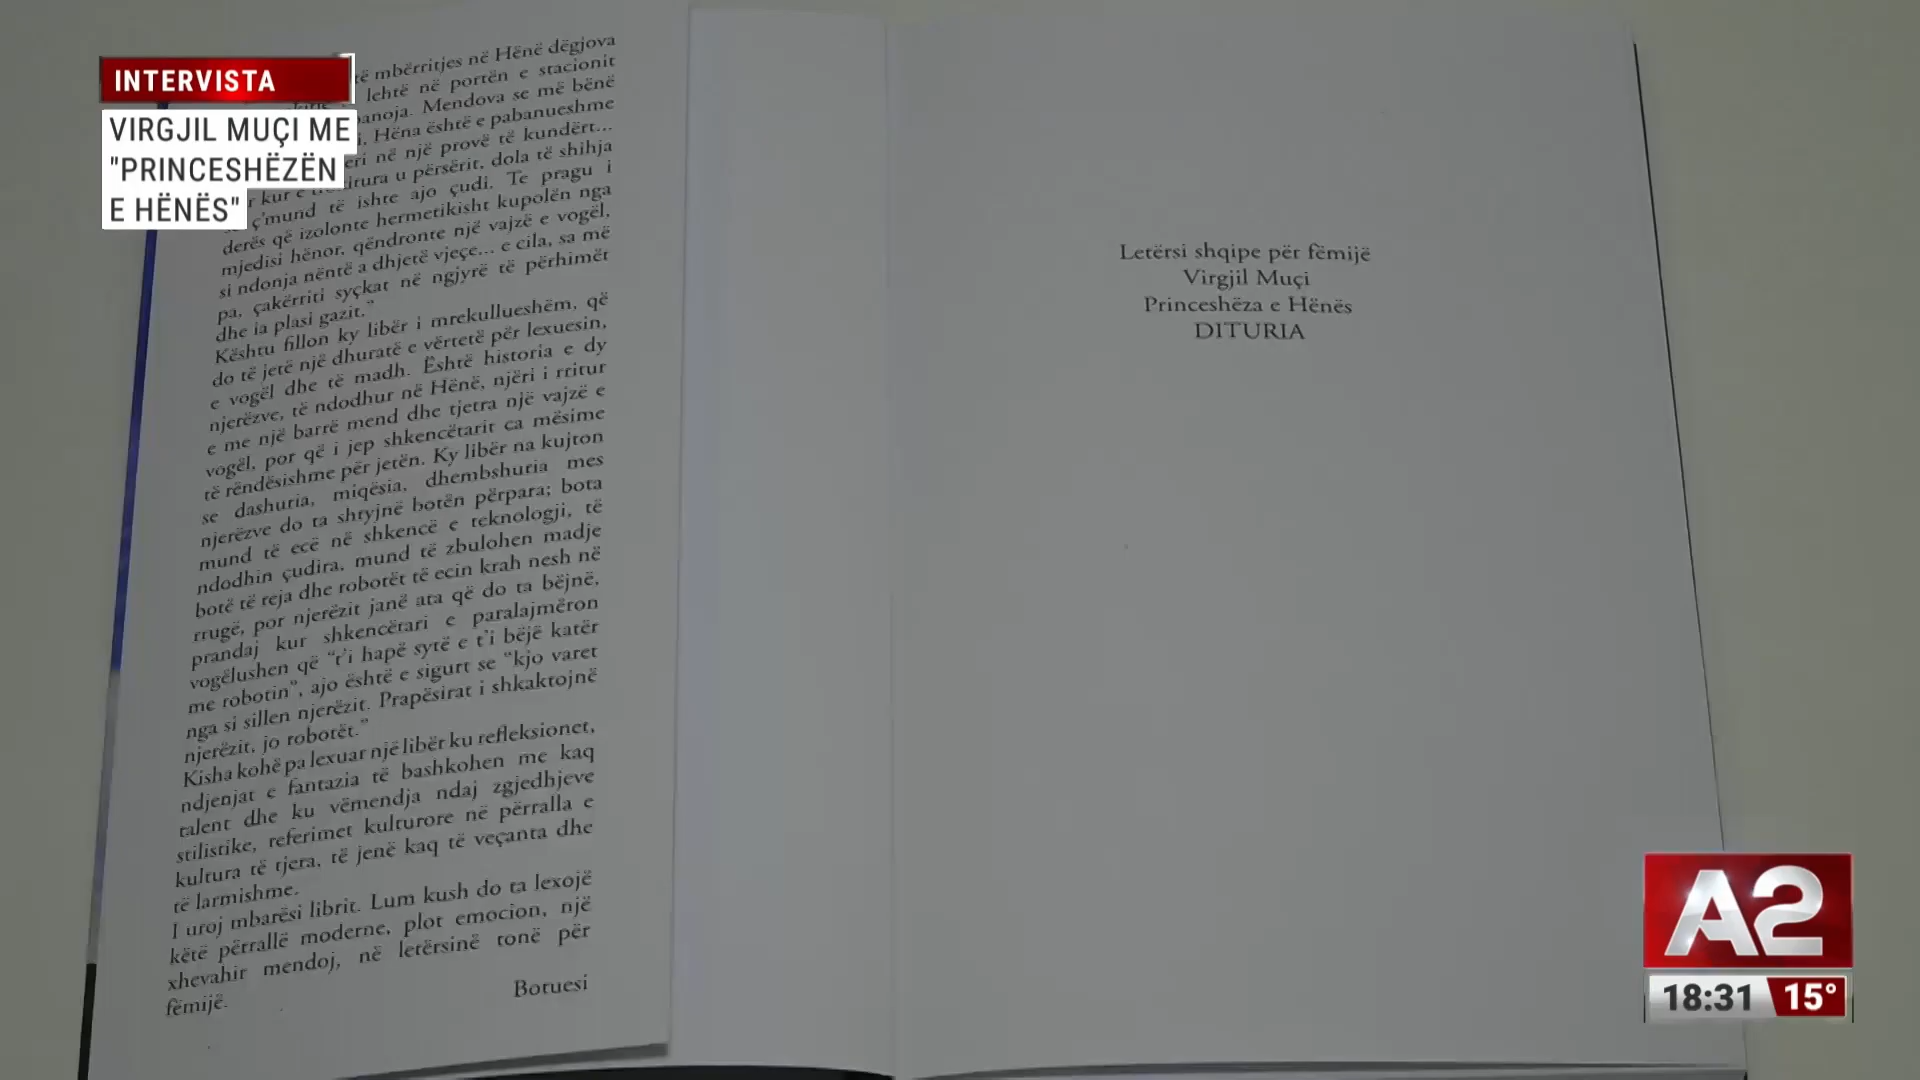 INTERVISTA
VIRGJIL MUÇI ME
"PRINCESHËZËN
E HËNËS"
të mbërritjes në Hënë dëgjova
lehtë në portën e stacionit
Mendova se më bënë
Hëna është e pabanueshme
në një provë të kundërt...
kur e u përsërit, dola të shihja
ç'mund të ishte ajo çudi. Te pragu i
derës që izolonte hermetikisht kupolën nga
mjedisi hënor, qëndronte një vajzë e vogël,
si ndonja nëntë a dhjetë vjeçe... e cila, sa më
pa, çakërriti syçkat në ngjyrë të përhimët
dhe ia plasi gazit."
Kështu fillon ky libër i mrekullueshëm, që
do të jetë një dhuratë e vërtetë për lexuesin,
e vogël dhe të madh. Është historia e dy
njerëzve, të ndodhur në Hënë, njëri i rritur
e me një barrë mend dhe tjetra një vajzë e
vogël, por që i jep shkencëtarit ca mësime
të rëndësishme për jetën. Ky libër na kujton
se dashuria, miqësia, dhembshuria mes
njerëzve do ta shtyjnë botën përpara; bota
mund të ecë në shkencë e teknologji, të
ndodhin çudira, mund të zbulohen madje
botë të reja dhe robotët të ecin krah nesh në
rrugë, por njerëzit janë ata që do ta bëjnë,
prandaj kur shkencëtari e paralajmëron
vogëlushen që "t'i hapë sytë e t'i bëjë katër
me robotin", ajo është e sigurt se "kjo varet
nga si sillen njerëzit. Prapësirat i shkaktojnë
njerëzit, jo robotët."
Kisha kohë pa lexuar një libër ku refleksionet,
ndjenjat e fantazia të bashkohen me kaq
talent dhe ku vëmendja ndaj zgjedhjeve
stilistike, referimet kulturore në përralla e
kultura të tjera, të jenë kaq të veçanta dhe
të larmishme.
I uroj mbarësi librit. Lum kush do ta lexojë
këtë përrallë moderne, plot emocion, një
xhevahir mendoj, në letërsinë tonë për
fëmijë.
Botuesi
Letërsi shqipe për fëmijë
Virgjil Muçi
Princeshëza e Hënës
DITURIA
A2
18:31 15°